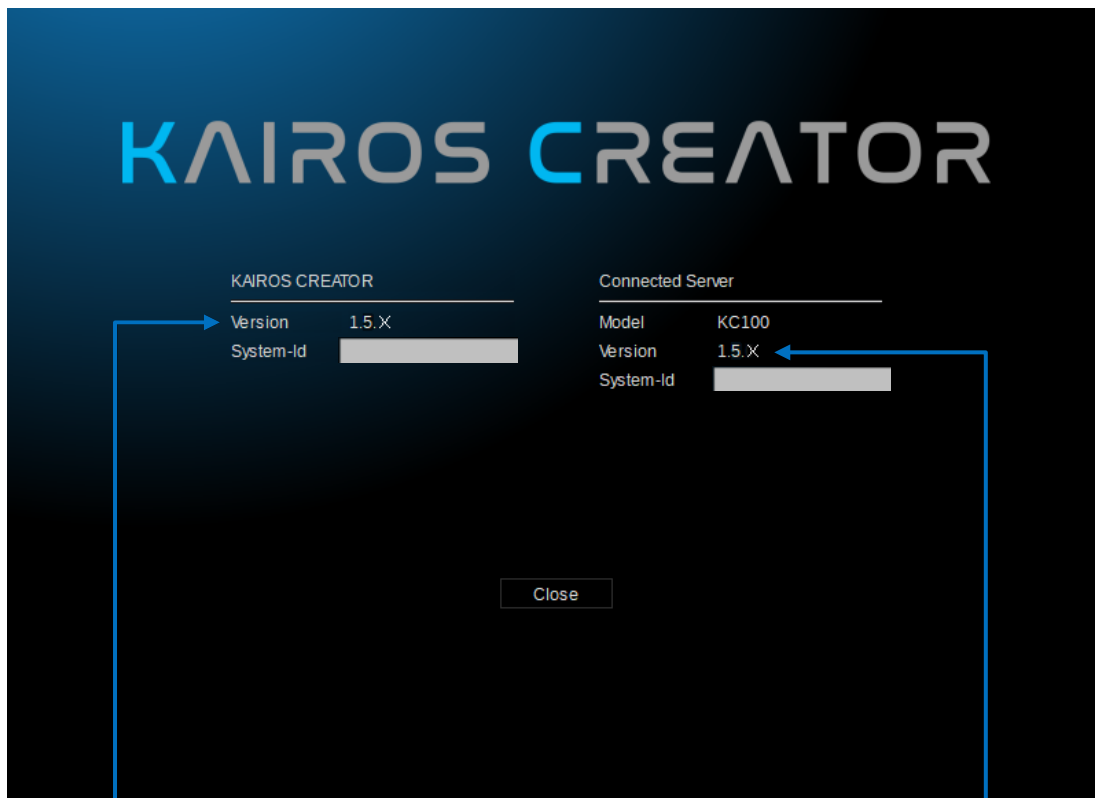 KAIROS CREATOR
KAIROS CREATOR
Version 1.5.X
System-Id
Connected Server
Model KC100
Version 1.5.X
System-Id
Close